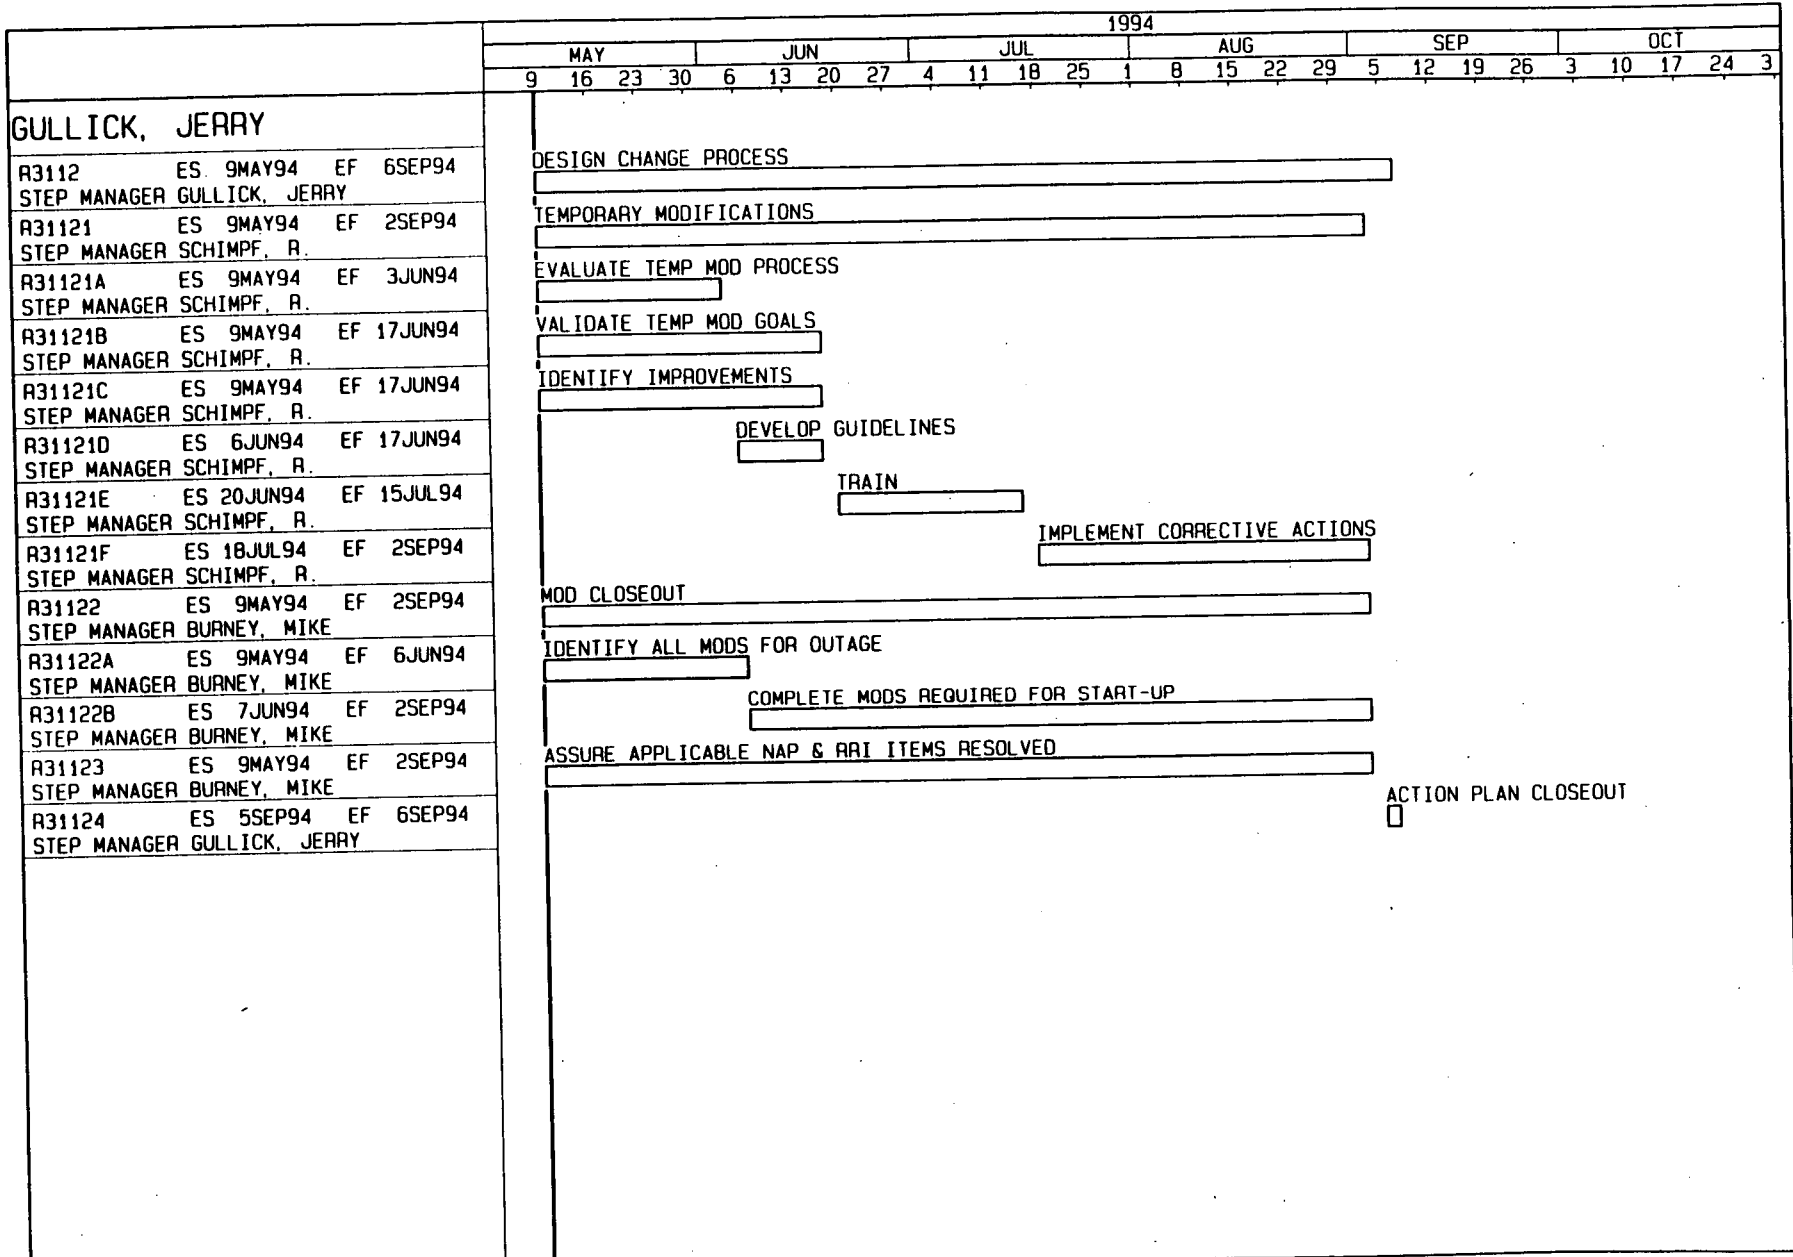 1994
MAY JUN JUL AUG SEP OCT
9 16 23 30 6 13 20 27 4 11 18 25 1 8 15 22 29 5 12 19 26 3 10 17 24 3
GULLICK, JERRY
R3112 ES 9MAY94 EF 6SEP94
STEP MANAGER GULLICK, JERRY
DESIGN CHANGE PROCESS
R31121 ES 9MAY94 EF 2SEP94
STEP MANAGER SCHIMPF, R.
TEMPORARY MODIFICATIONS
R31121A ES 9MAY94 EF 3JUN94
STEP MANAGER SCHIMPF, R.
EVALUATE TEMP MOD PROCESS
R31121B ES 9MAY94 EF 17JUN94
STEP MANAGER SCHIMPF, R.
VALIDATE TEMP MOD GOALS
R31121C ES 9MAY94 EF 17JUN94
STEP MANAGER SCHIMPF, R.
IDENTIFY IMPROVEMENTS
R31121D ES 6JUN94 EF 17JUN94
STEP MANAGER SCHIMPF, R.
DEVELOP GUIDELINES
R31121E ES 20JUN94 EF 15JUL94
STEP MANAGER SCHIMPF, R.
TRAIN
R31121F ES 18JUL94 EF 2SEP94
STEP MANAGER SCHIMPF, R.
IMPLEMENT CORRECTIVE ACTIONS
R31122 ES 9MAY94 EF 2SEP94
STEP MANAGER BURNEY, MIKE
MOD CLOSEOUT
R31122A ES 9MAY94 EF 6JUN94
STEP MANAGER BURNEY, MIKE
IDENTIFY ALL MODS FOR OUTAGE
R31122B ES 7JUN94 EF 2SEP94
STEP MANAGER BURNEY, MIKE
COMPLETE MODS REQUIRED FOR START-UP
R31123 ES 9MAY94 EF 2SEP94
STEP MANAGER BURNEY, MIKE
ASSURE APPLICABLE NAP & RRI ITEMS RESOLVED
R31124 ES 5SEP94 EF 6SEP94
STEP MANAGER GULLICK, JERRY
ACTION PLAN CLOSEOUT